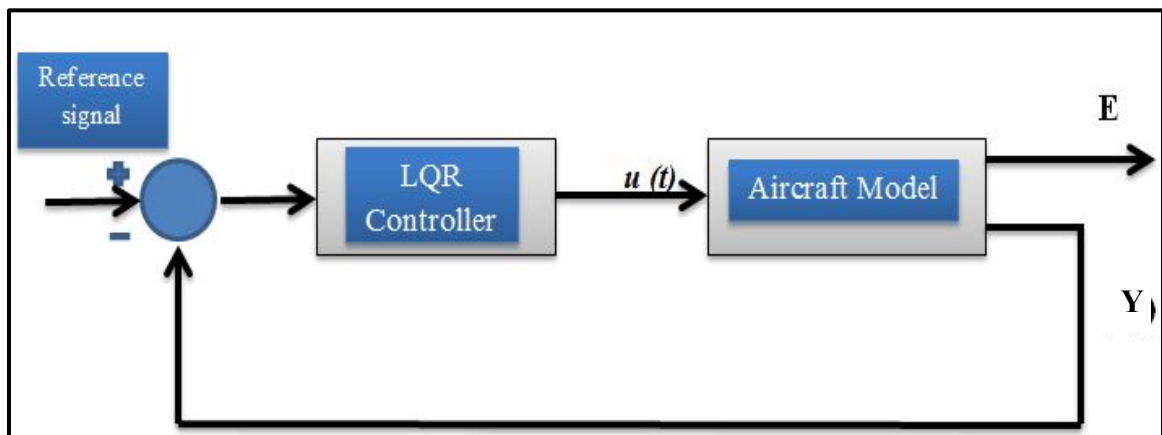 Reference
signal
E
+
LQR
Controller
u (t)
Aircraft Model
−
Y